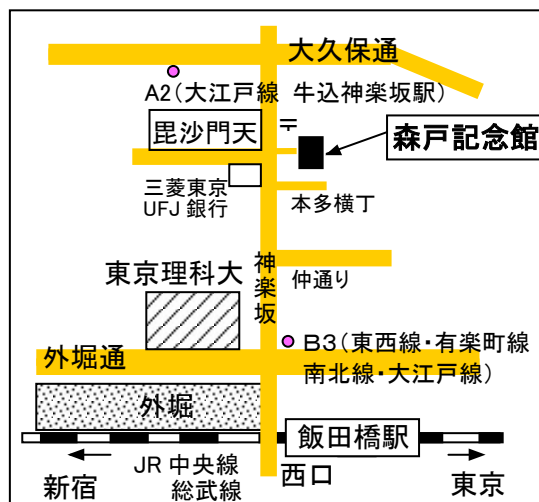 大久保通
A2(大江戸線 牛込神楽坂駅)
毘沙門天
〒
森戸記念館
三菱東京
UFJ 銀行
本多横丁
神楽坂
仲通り
東京理科大
B3(東西線・有楽町線
南北線・大江戸線)
外堀通
外堀
飯田橋駅
新宿
JR 中央線
総武線
西口
東京